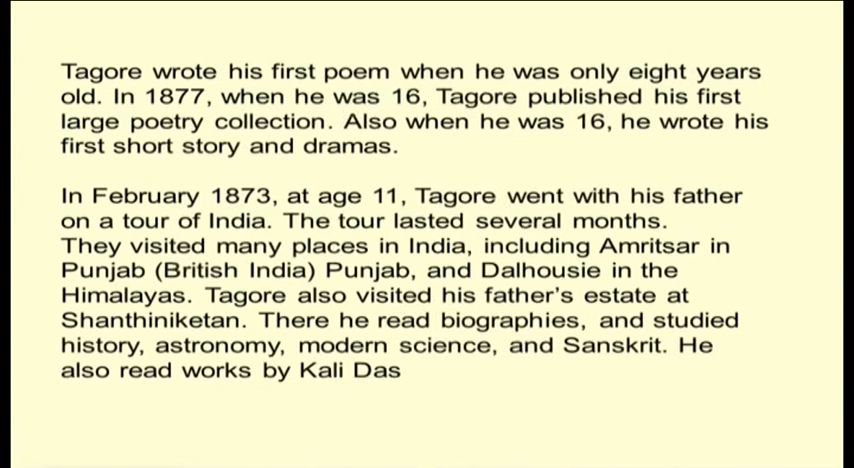 Tagore wrote his first poem when he was only eight years
old. In 1877, when he was 16, Tagore published his first
large poetry collection. Also when he was 16, he wrote his
first short story and dramas.
In February 1873, at age 11, Tagore went with his father
on a tour of India. The tour lasted several months.
They visited many places in India, including Amritsar in
Punjab (British India) Punjab, and Dalhousie in the
Himalayas. Tagore also visited his father's estate at
Shanthiniketan. There he read biographies, and studied
history, astronomy, modern science, and Sanskrit. He
also read works by Kali Das